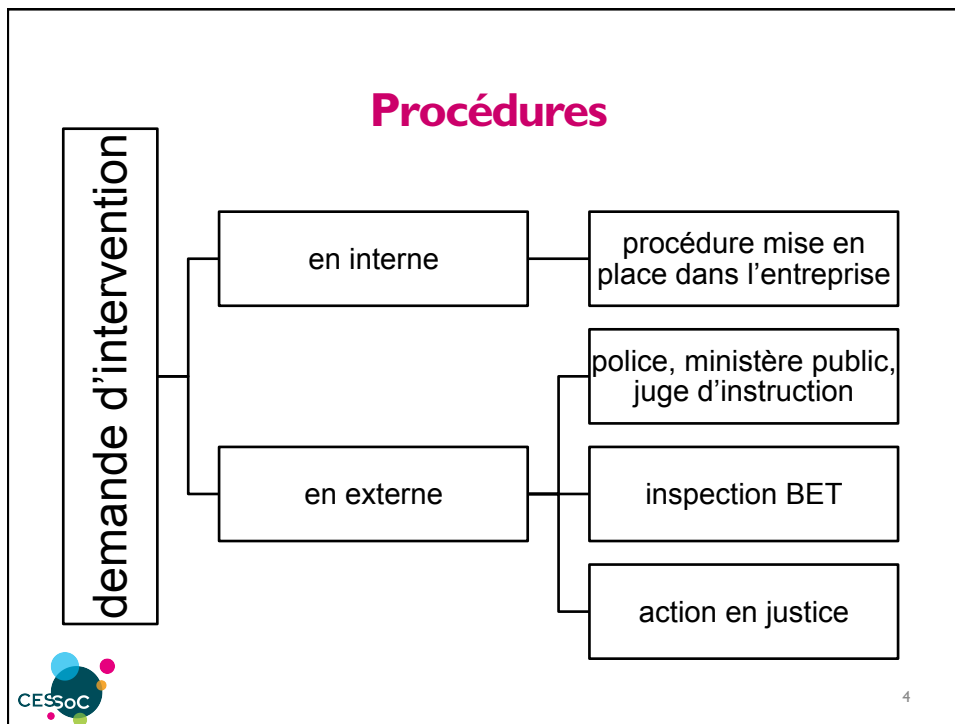 Procédures
demande d’intervention
en interne
procédure mise en
place dans l’entreprise
en externe
police, ministère public,
juge d’instruction
inspection BET
action en justice
CESSoC
4